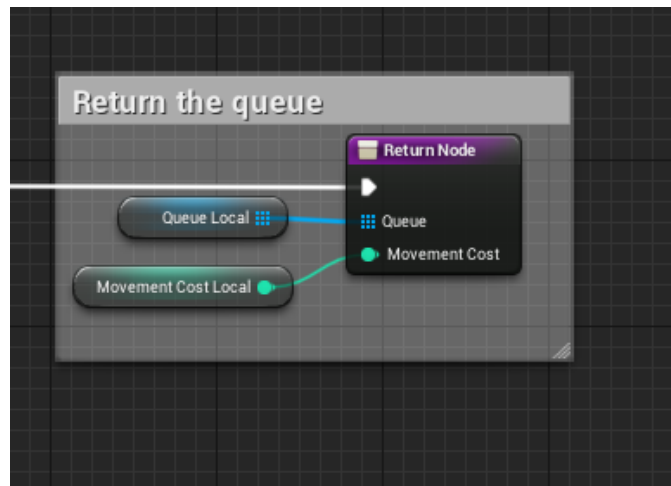 Return the queue
Return Node
Queue Local
Queue
Movement Cost
Movement Cost Local